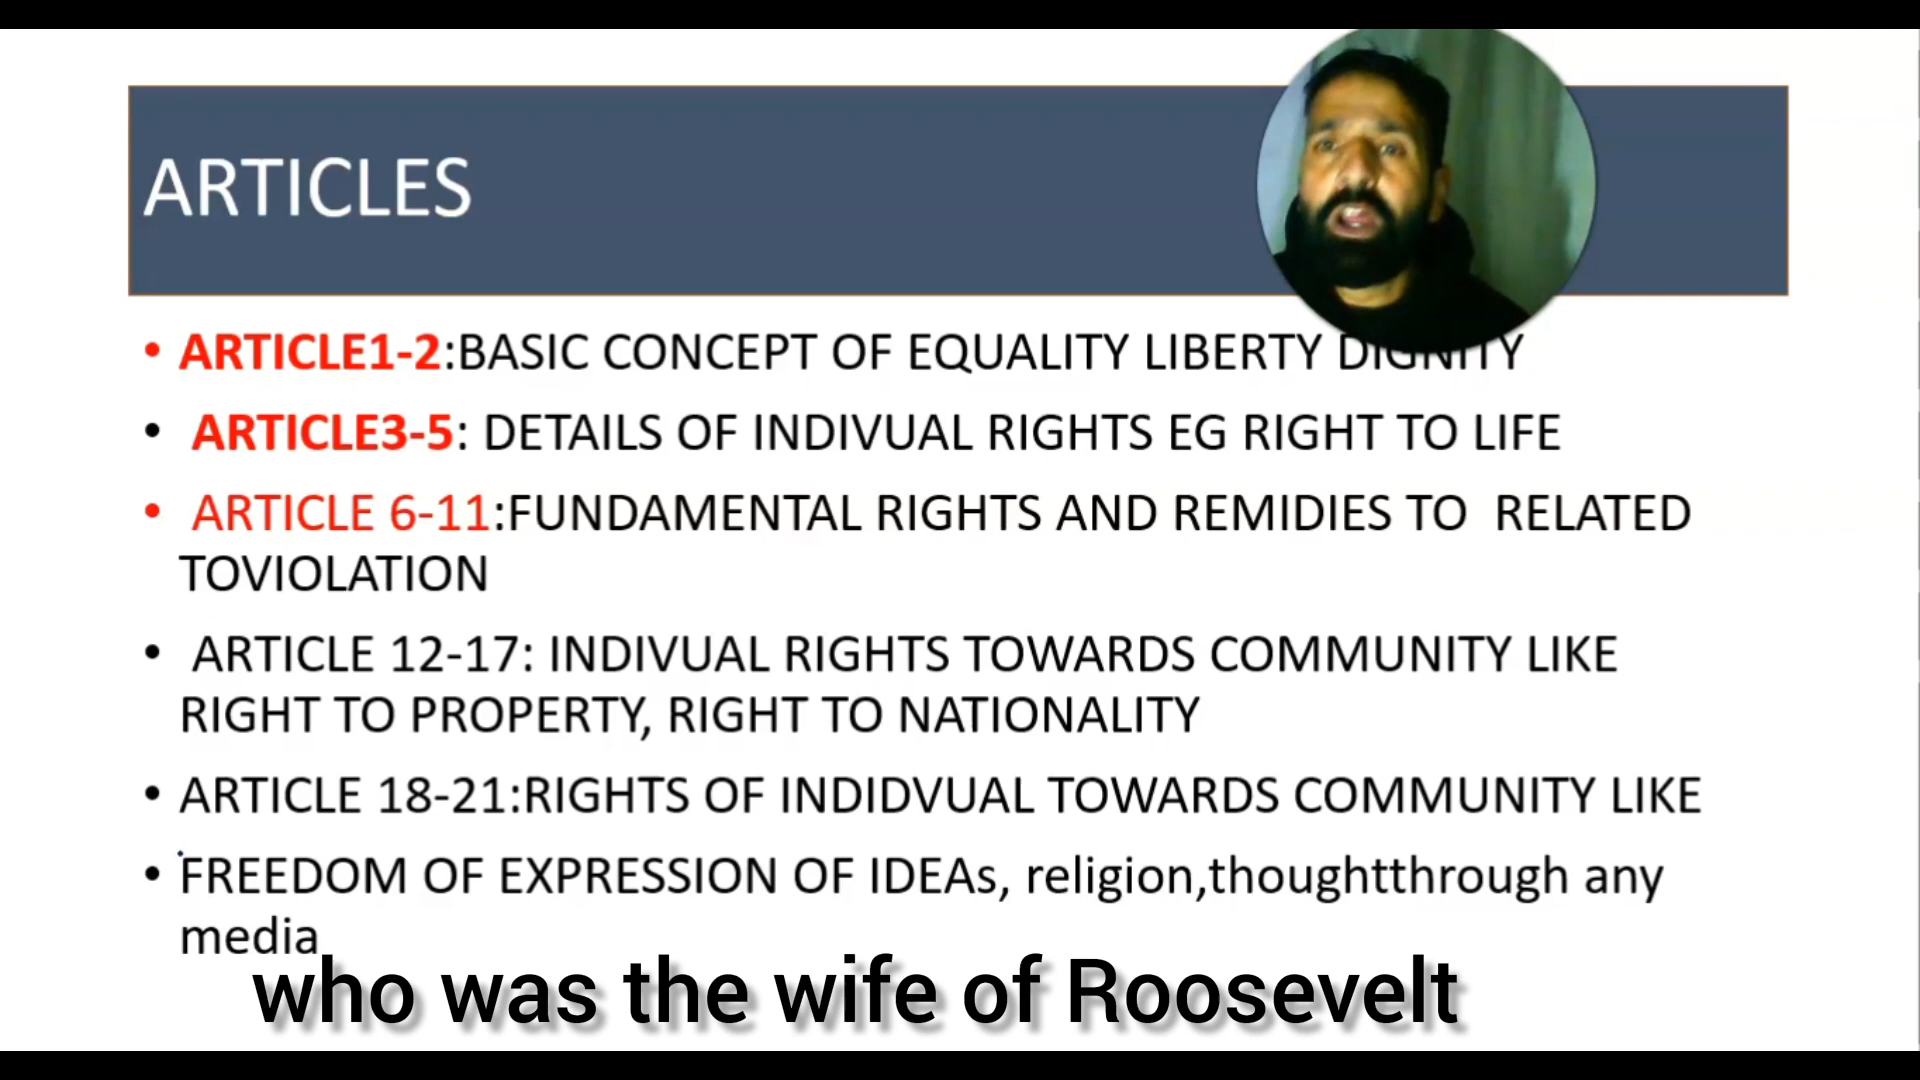 ARTICLES
• ARTICLE1-2:BASIC CONCEPT OF EQUALITY LIBERTY DIGNITY
• ARTICLE3-5: DETAILS OF INDIVUAL RIGHTS EG RIGHT TO LIFE
• ARTICLE 6-11:FUNDAMENTAL RIGHTS AND REMIDIES TO RELATED
TOVIOLATION
• ARTICLE 12-17: INDIVUAL RIGHTS TOWARDS COMMUNITY LIKE
RIGHT TO PROPERTY, RIGHT TO NATIONALITY
• ARTICLE 18-21:RIGHTS OF INDIDVUAL TOWARDS COMMUNITY LIKE
• FREEDOM OF EXPRESSION OF IDEAs, religion,thoughtthrough any
media
who was the wife of Roosevelt